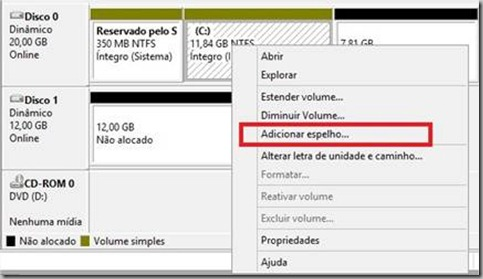 Disco 0
Dinâmico
20,00 GB
Online
Reservado pelo S
350 MB NTFS
Íntegro (Sistema)
(C:)
11,84 GB NTFS
Íntegro (I
7,81 GB
Disco 1
Dinâmico
12,00 GB
Online
12,00 GB
Não alocado
CD-ROM 0
DVD (D:)
Nenhuma mídia
Não alocado
Volume simples
Abrir
Explorar
Estender volume...
Diminuir Volume...
Adicionar espelho...
Alterar letra de unidade e caminho...
Formatar...
Reativar volume
Excluir volume...
Propriedades
Ajuda